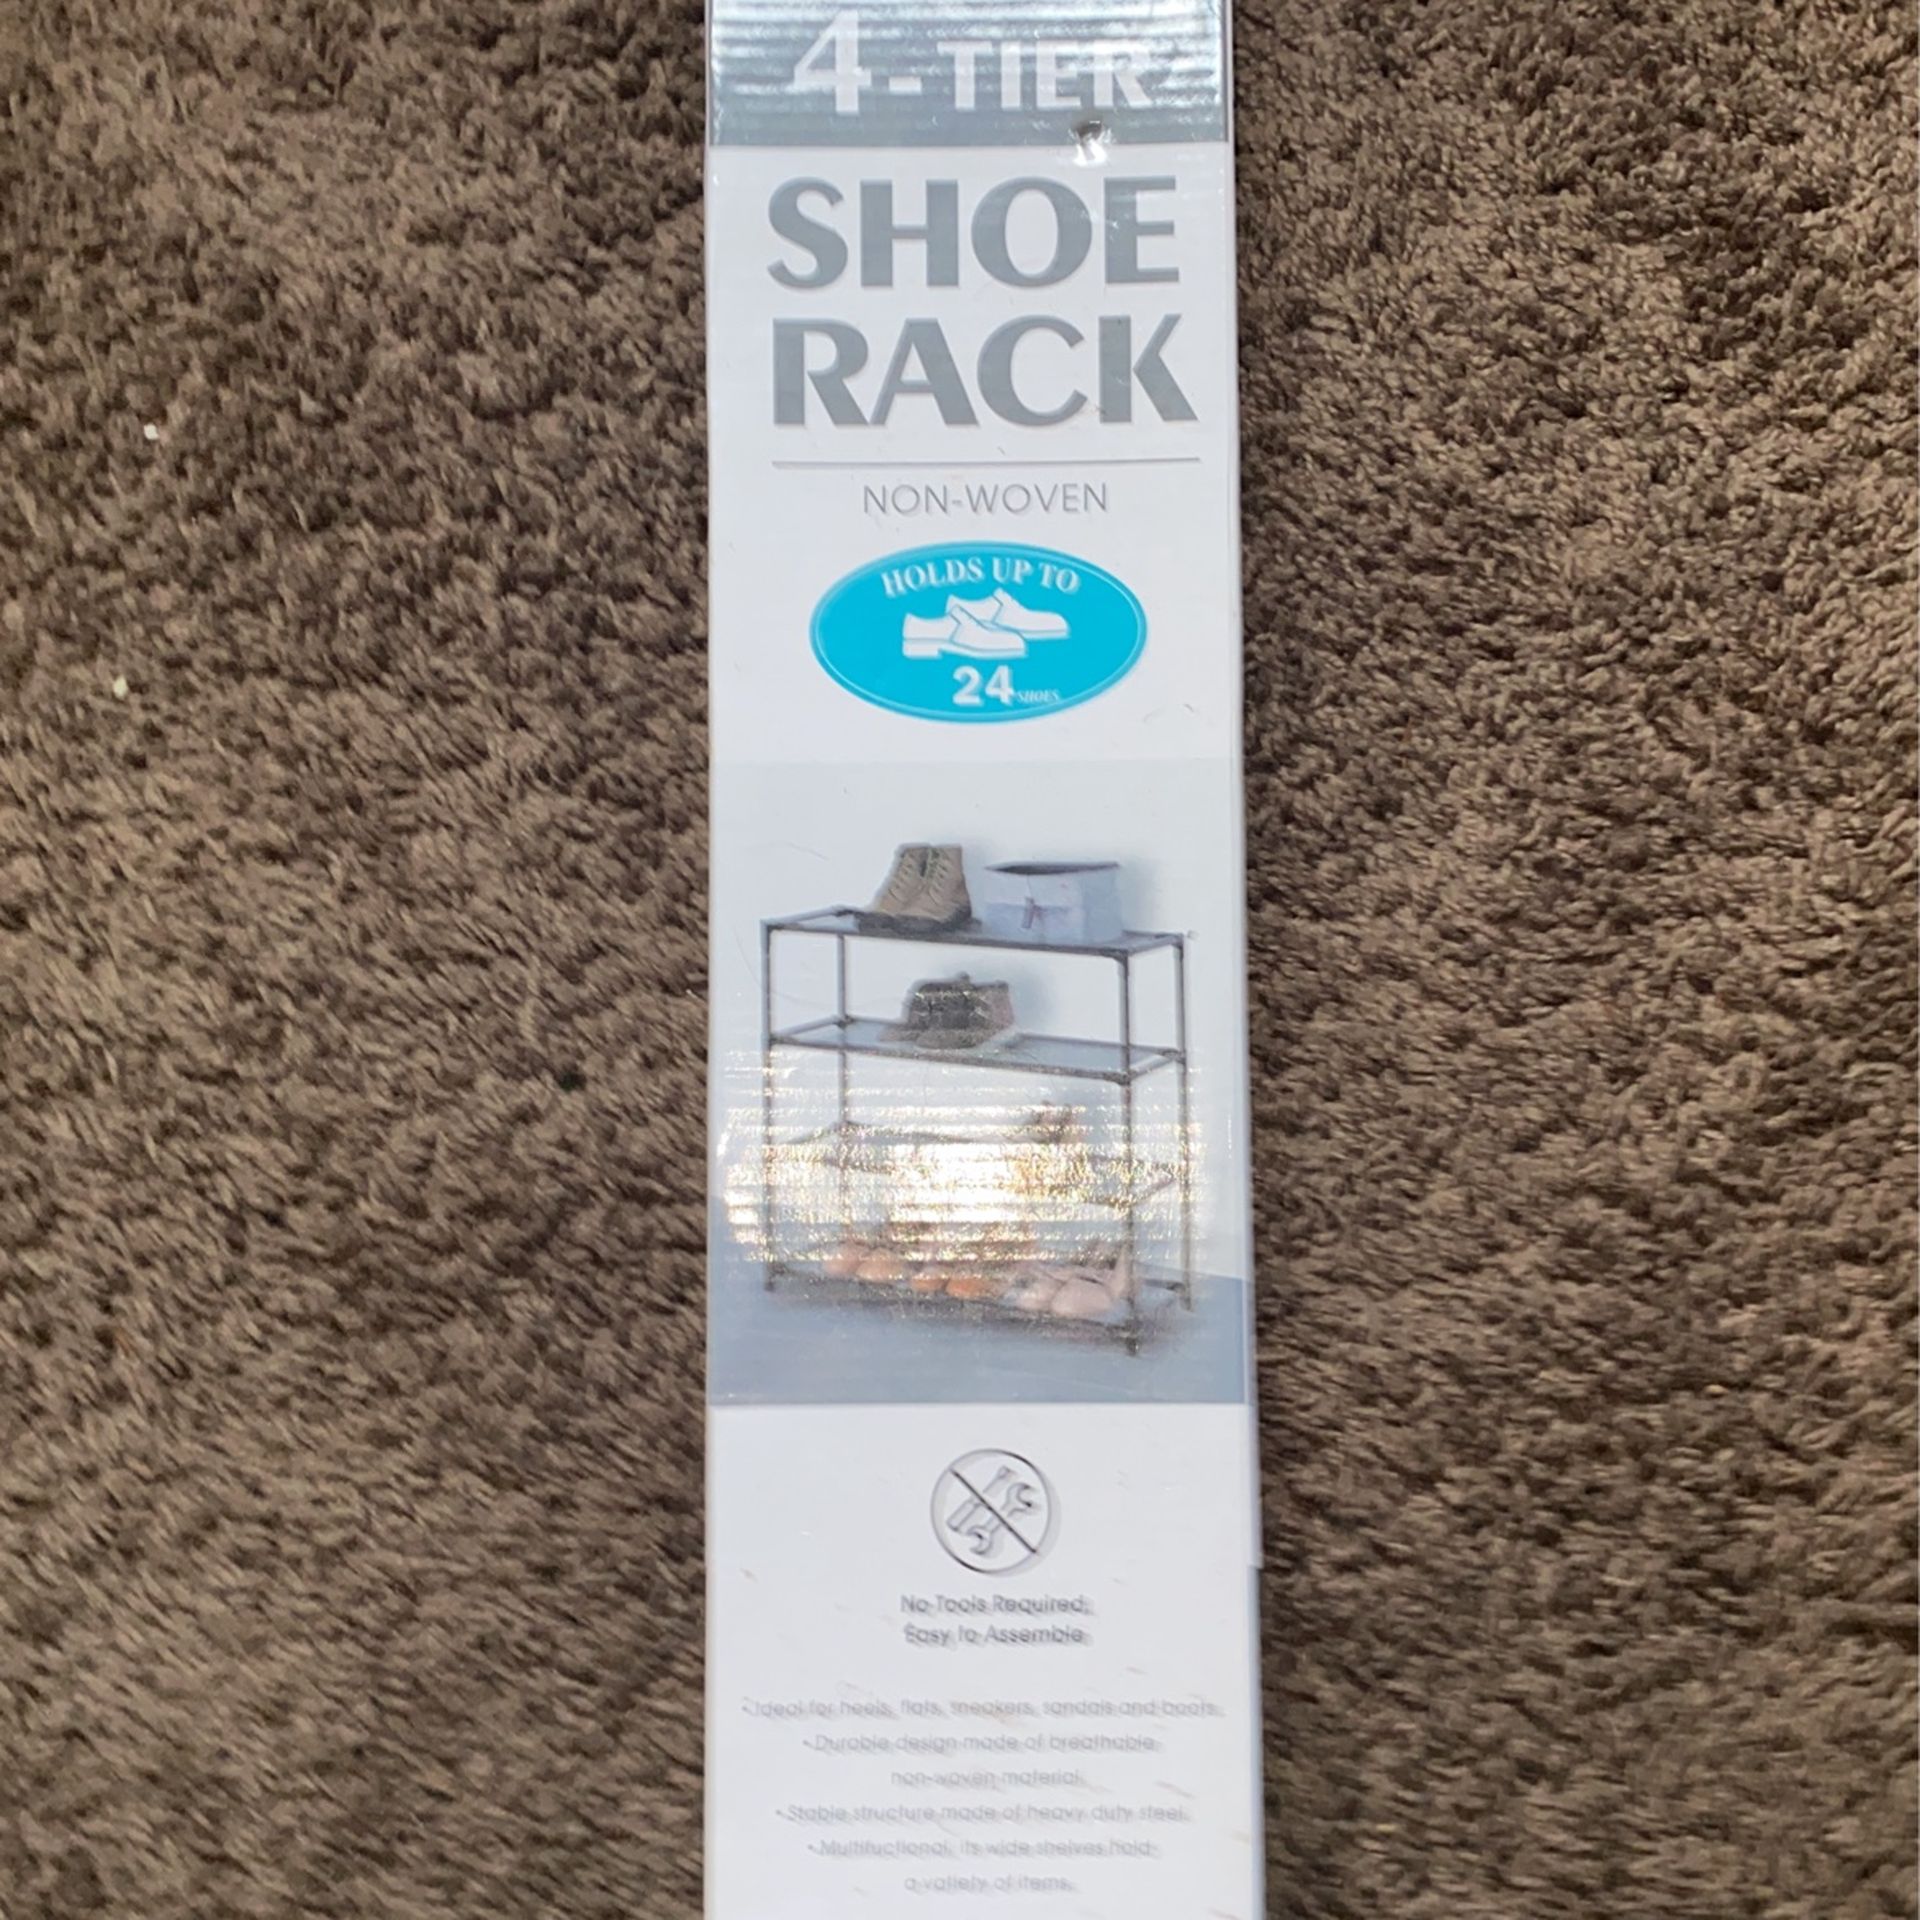 4-TIER
SHOE
RACK
NON-WOVEN
HOLDS UP TO
24 SHOES
No Tools Required,
Easy to Assemble
• Ideal for heels, flats, sneakers, sandals and boots.
• Durable design made of breathable
non-woven material.
• Stable structure made of heavy duty steel.
• Multifuctional, its wide shelves hold
a variety of items.